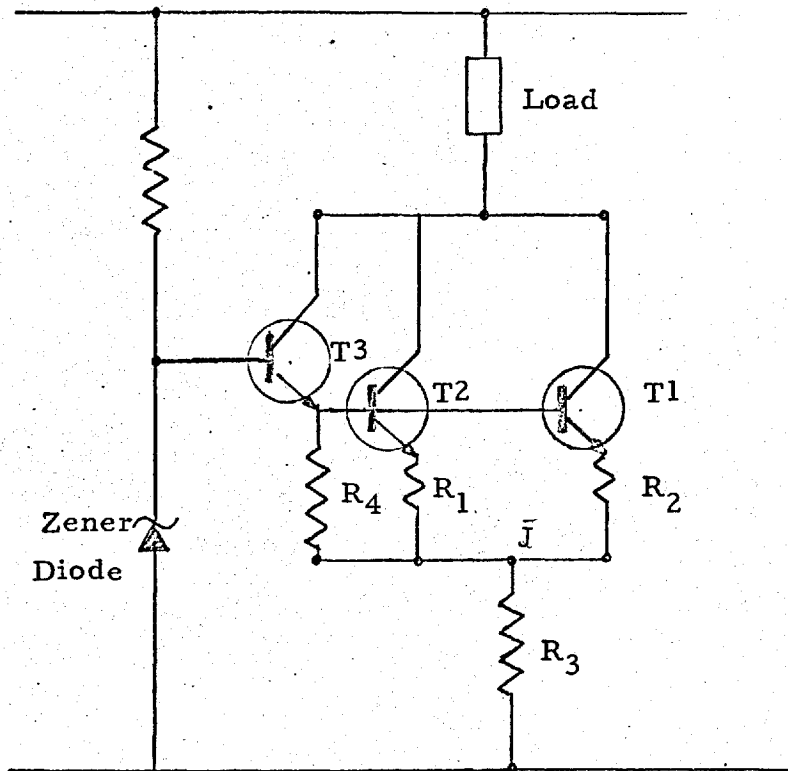 Load
T3
T2
T1
Zener
Diode
R4
R1
R2
J̄
R3